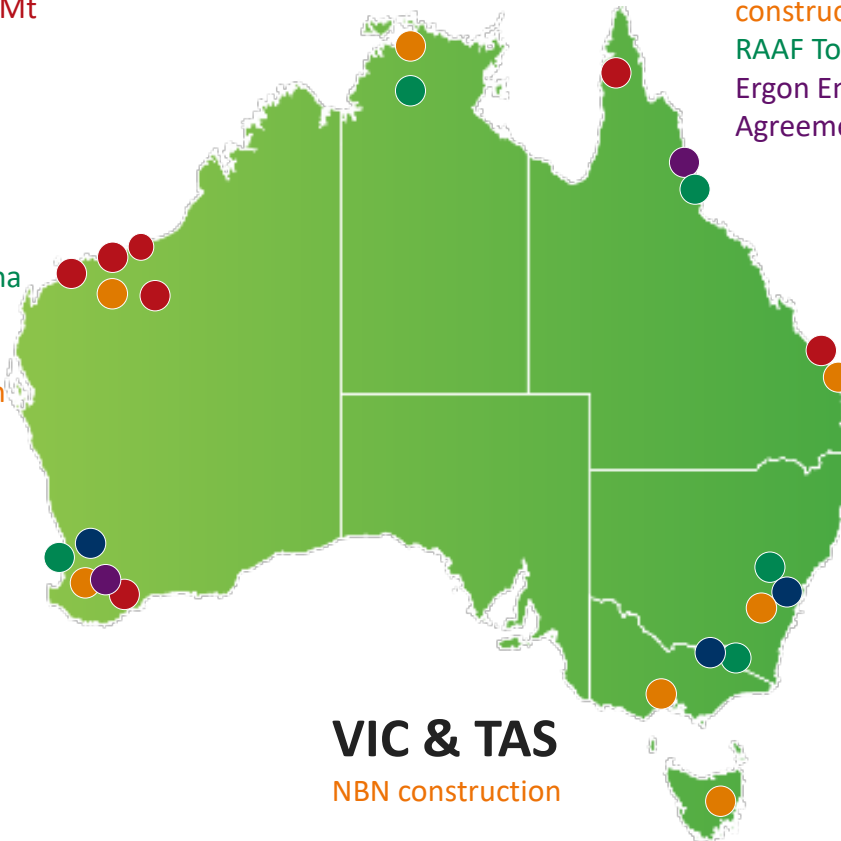 Mt
construc
RAAF To
Ergon En
Agreeme
na
n
VIC & TAS
NBN construction